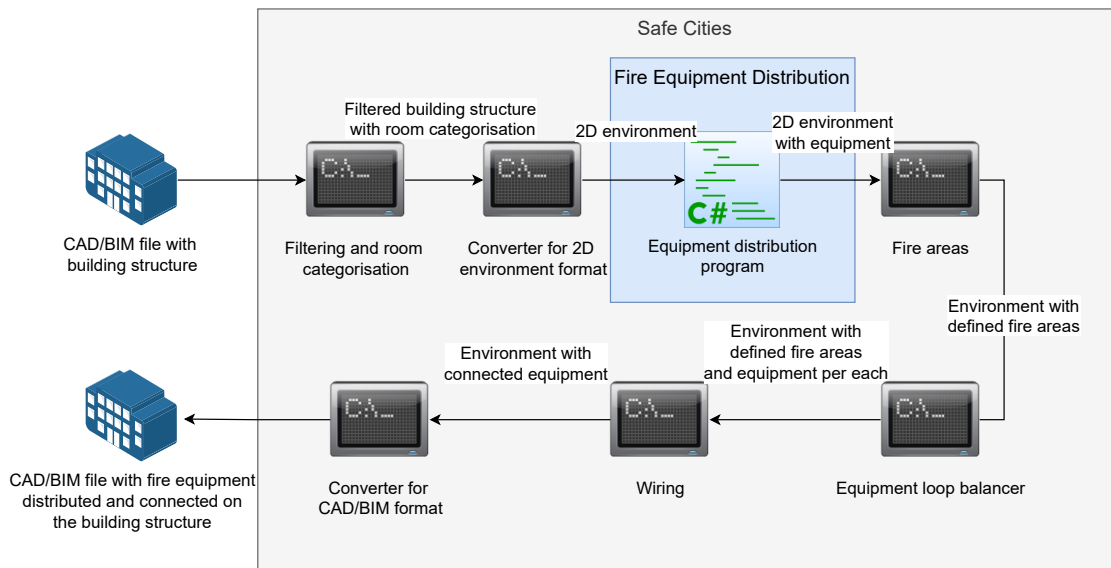 Safe Cities
Fire Equipment Distribution
Filtered building structure
with room categorisation
2D environment
2D environment
with equipment
C:\_
C:\_
C#
C:\_
CAD/BIM file with
building structure
Filtering and room
categorisation
Converter for 2D
environment format
Equipment distribution
program
Fire areas
Environment with
defined fire areas
Environment with
defined fire areas
and equipment per each
Environment with
connected equipment
C:\_
C:\_
C:\_
CAD/BIM file with fire equipment
distributed and connected on
the building structure
Converter for
CAD/BIM format
Wiring
Equipment loop balancer